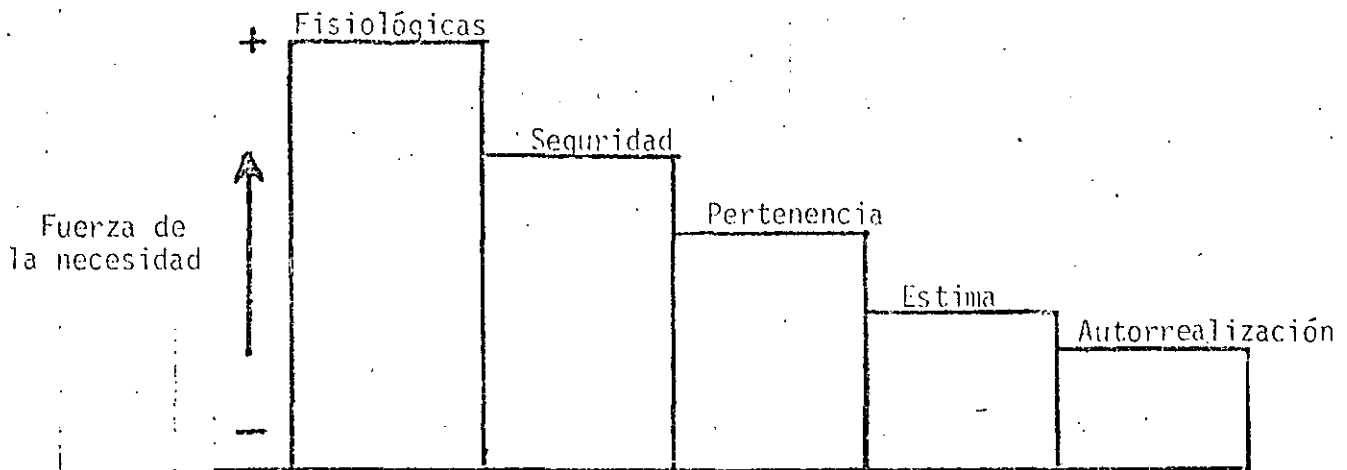 Fisiológicas
+
Seguridad
Pertenencia
Fuerza de
la necesidad
Estima
Autorrealización
-